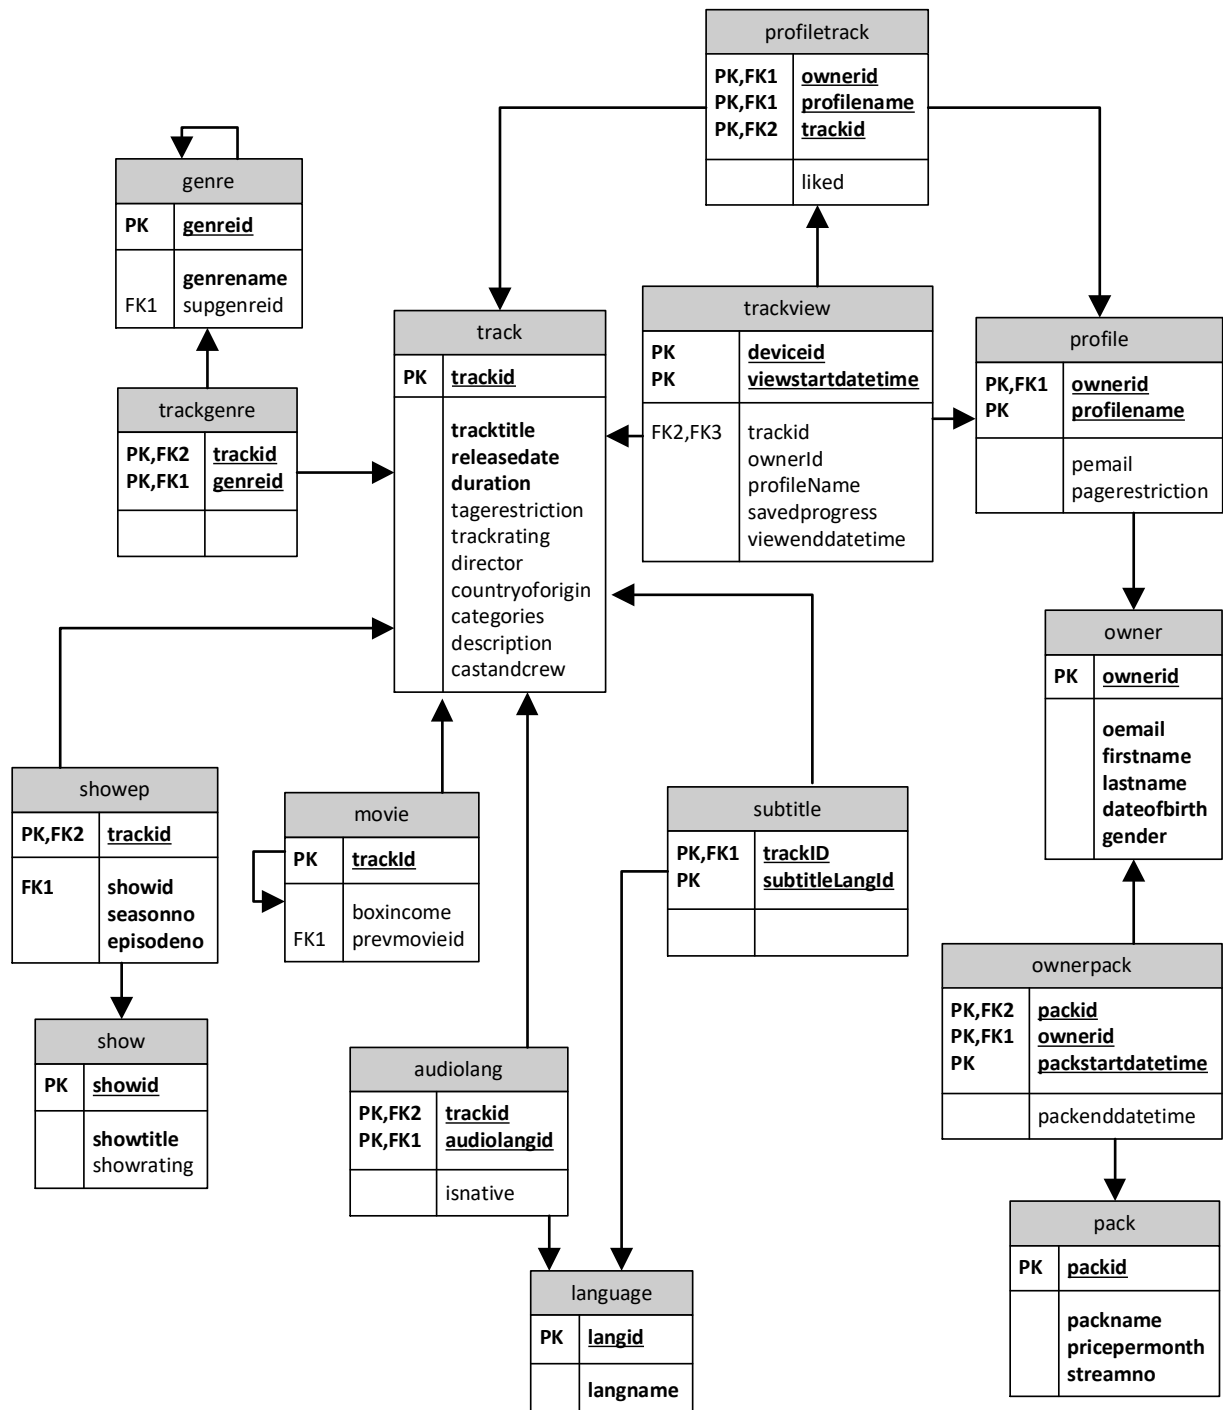 profiletrack
PK,FK1 ownerid
PK,FK1 profilename
PK,FK2 trackid
liked
genre
PK genreid
genrename
FK1 supgenreid
trackgenre
PK,FK2 trackid
PK,FK1 genreid
track
PK trackid
tracktitle
releasedate
duration
tagerestriction
trackrating
director
countryoforigin
categories
description
castandcrew
trackview
PK deviceid
PK viewstartdatetime
FK2,FK3 trackid
ownerId
profileName
savedprogress
viewenddatetime
profile
PK,FK1 ownerid
PK profilename
pemail
pagerestriction
owner
PK ownerid
oemail
firstname
lastname
dateofbirth
gender
showep
PK,FK2 trackid
FK1 showid
seasonno
episodeno
movie
PK trackId
boxincome
FK1 prevmovieid
subtitle
PK,FK1 trackID
PK subtitleLangId
ownerpack
PK,FK2 packid
PK,FK1 ownerid
PK packstartdatetime
packenddatetime
show
PK showid
showtitle
showrating
audiolang
PK,FK2 trackid
PK,FK1 audiolangid
isnative
pack
PK packid
packname
pricepermonth
streamno
language
PK langid
langname